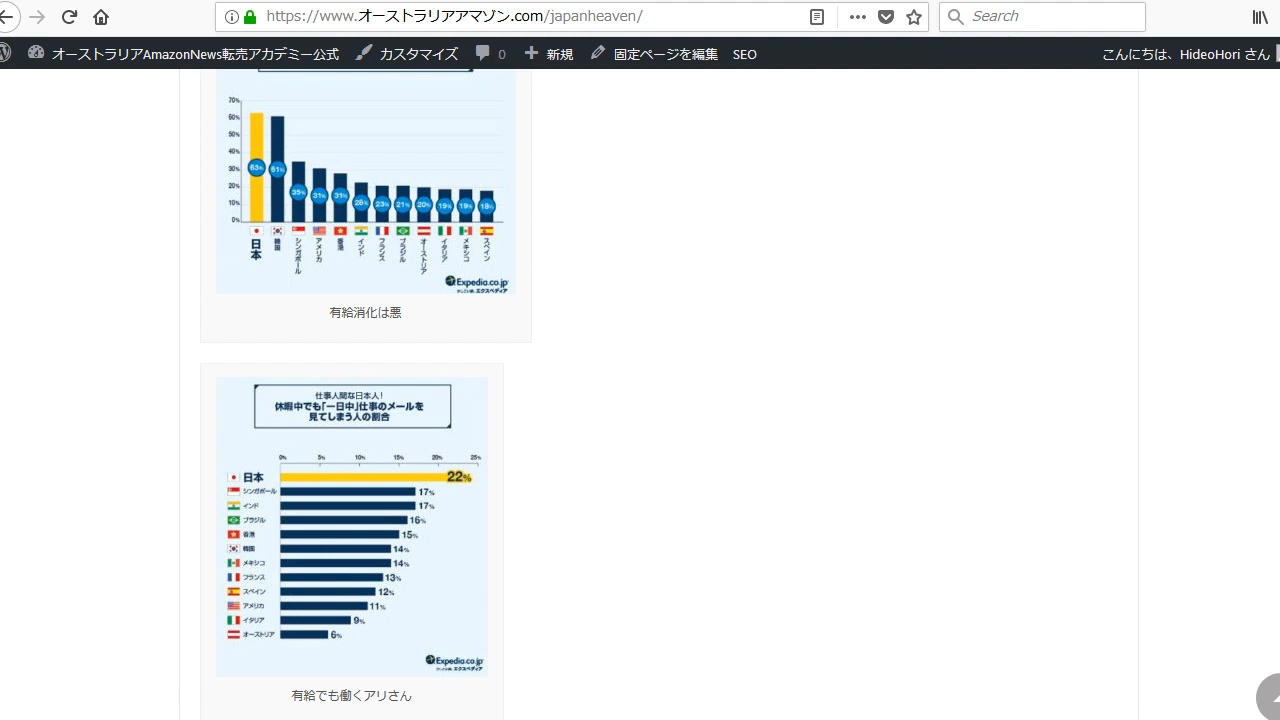 https://www.オーストラリアアマゾン.com/japanheaven/
Search
オーストラリアAmazonNews転売アカデミー公式
カスタマイズ
0
新規
固定ページを編集
SEO
こんにちは、HideoHori さん
70%
60%
50%
40%
30%
20%
10%
0%
63%
61%
35%
31%
31%
26%
23%
21%
20%
19%
19%
18%
日本
韓国
シンガポール
アメリカ
香港
インド
フランス
ブラジル
オーストリア
イタリア
メキシコ
スペイン
Expedia.co.jp
有給消化は悪
仕事人間な日本人!
休暇中でも「一日中」仕事のメールを
見てしまう人の割合
0%
5%
10%
15%
20%
25%
日本 22%
シンガポール 17%
インド 17%
ブラジル 16%
香港 15%
韓国 14%
メキシコ 14%
フランス 13%
スペイン 12%
アメリカ 11%
イタリア 9%
オーストリア 6%
Expedia.co.jp
有給でも働くアリさん